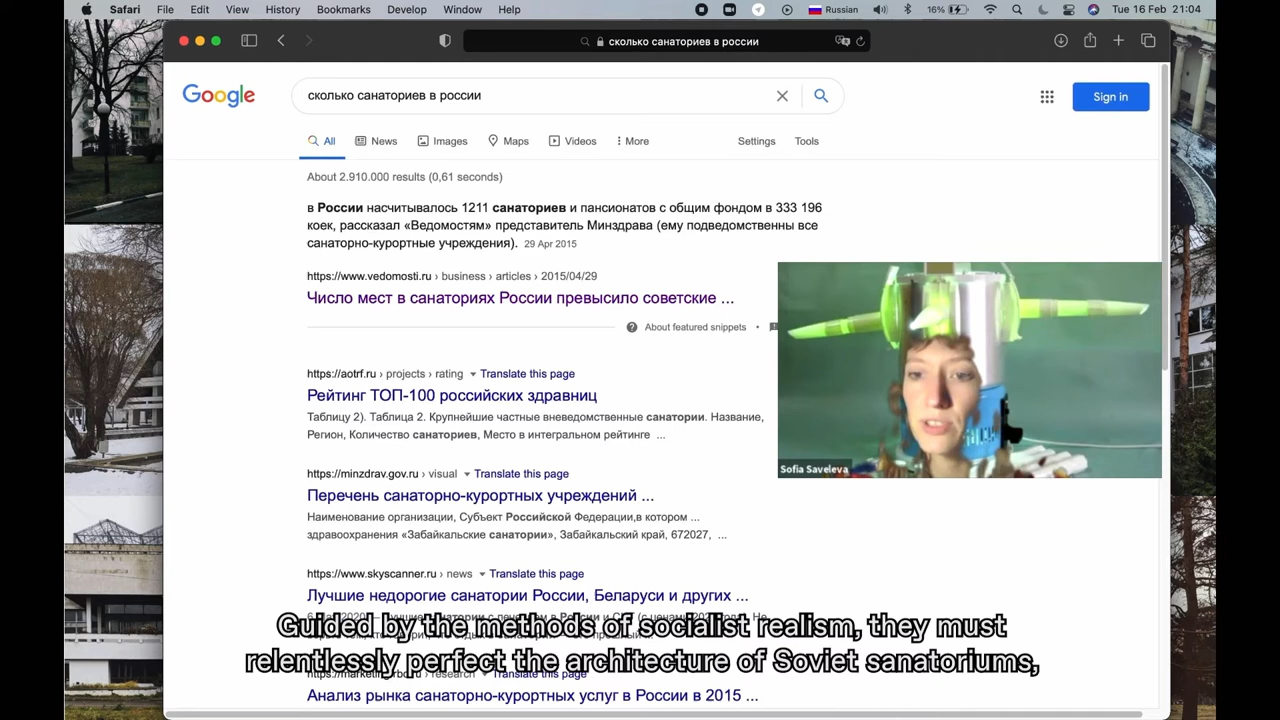 Safari File Edit View History Bookmarks Develop Window Help Russian 16% Tue 16 Feb 21:04
сколько санаториев в россии
Google сколько санаториев в россии Sign in
All News Images Maps Videos More Settings Tools
About 2.910.000 results (0,61 seconds)
в России насчитывалось 1211 санаториев и пансионатов с общим фондом в 333 196
коек, рассказал «Ведомостям» представитель Минздрава (ему подведомственны все
санаторно-курортные учреждения). 29 Apr 2015
https://www.vedomosti.ru › business › articles › 2015/04/29
Число мест в санаториях России превысило советские ...
About featured snippets •
https://aotrf.ru › projects › rating Translate this page
Рейтинг ТОП-100 российских здравниц
Таблицу 2). Таблица 2. Крупнейшие частные вневедомственные санатории. Название,
Регион, Количество санаториев, Место в интегральном рейтинге ...
Sofia Saveleva
https://minzdrav.gov.ru › visual Translate this page
Перечень санаторно-курортных учреждений ...
Наименование организации, Субъект Российской Федерации,в котором ...
здравоохранения «Забайкальские санатории», Забайкальский край, 672027, ...
https://www.skyscanner.ru › news Translate this page
Лучшие недорогие санатории России, Беларуси и других ...
Guided by the methods of socialist realism, they must
relentlessly perfect the architecture of Soviet sanatoriums,
research Translate this page
Анализ рынка санаторно-курортных услуг в России в 2015 ...